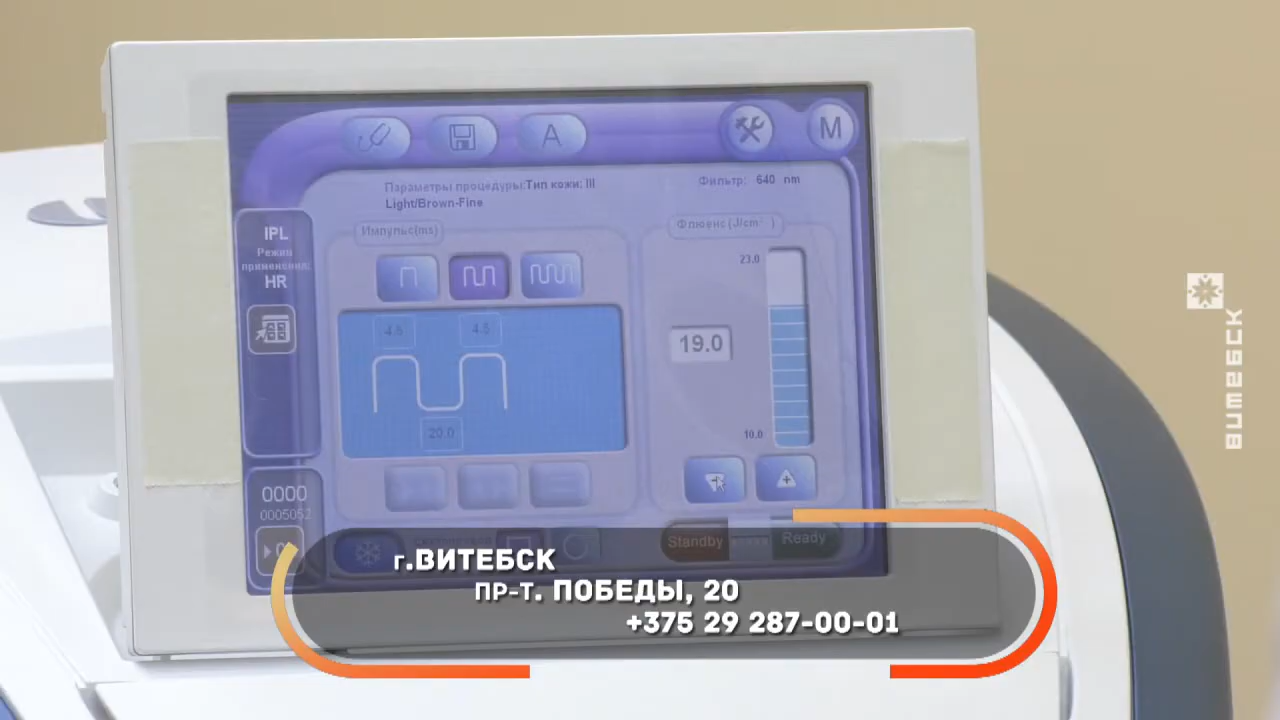 A
M
Параметры процедуры:Тип кожи: III
Light/Brown-Fine
Фильтр: 640 nm
IPL
Режим
применения:
HR
Импульс(ms)
Флюенс(J/cm² )
23.0
4.5 4.5
19.0
20.0
10.0
0000
0005052
Standby
Ready
г.ВИТЕБСК
ПР-Т. ПОБЕДЫ, 20
+375 29 287-00-01
ВИТЕБСК